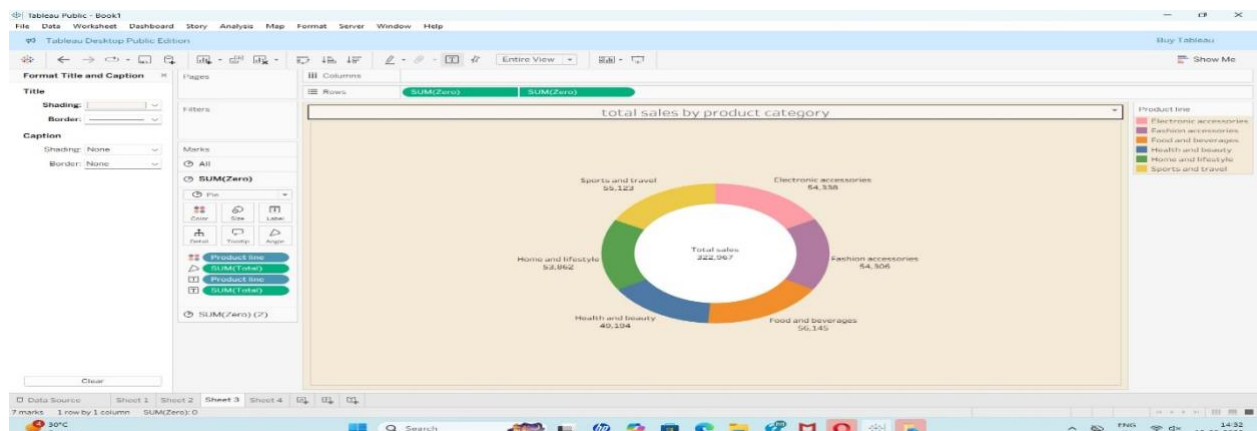 Tableau Public - Book1
File Data Worksheet Dashboard Story Analysis Map Format Server Window Help
Tableau Desktop Public Edition
Buy Tableau
Entire View
Show Me
Format Title and Caption
Title
Shading:
Border:
Caption
Shading: None
Border: None
Clear
Pages
Filters
Marks
All
SUM(Zero)
Pie
Color Size Label
Detail Tooltip Angle
Product line
SUM(Total)
Product line
SUM(Total)
SUM(Zero) (2)
Columns
Rows SUM(Zero) SUM(Zero)
total sales by product category
Sports and travel
55,123
Electronic accessories
54,338
Home and lifestyle
53,862
Total sales
322,967
Fashion accessories
54,306
Health and beauty
49,194
Food and beverages
56,145
Product line
Electronic accessories
Fashion accessories
Food and beverages
Health and beauty
Home and lifestyle
Sports and travel
Data Source Sheet 1 Sheet 2 Sheet 3 Sheet 4
7 marks 1 row by 1 column SUM(Zero): 0
30°C
Search
ENG
14:32